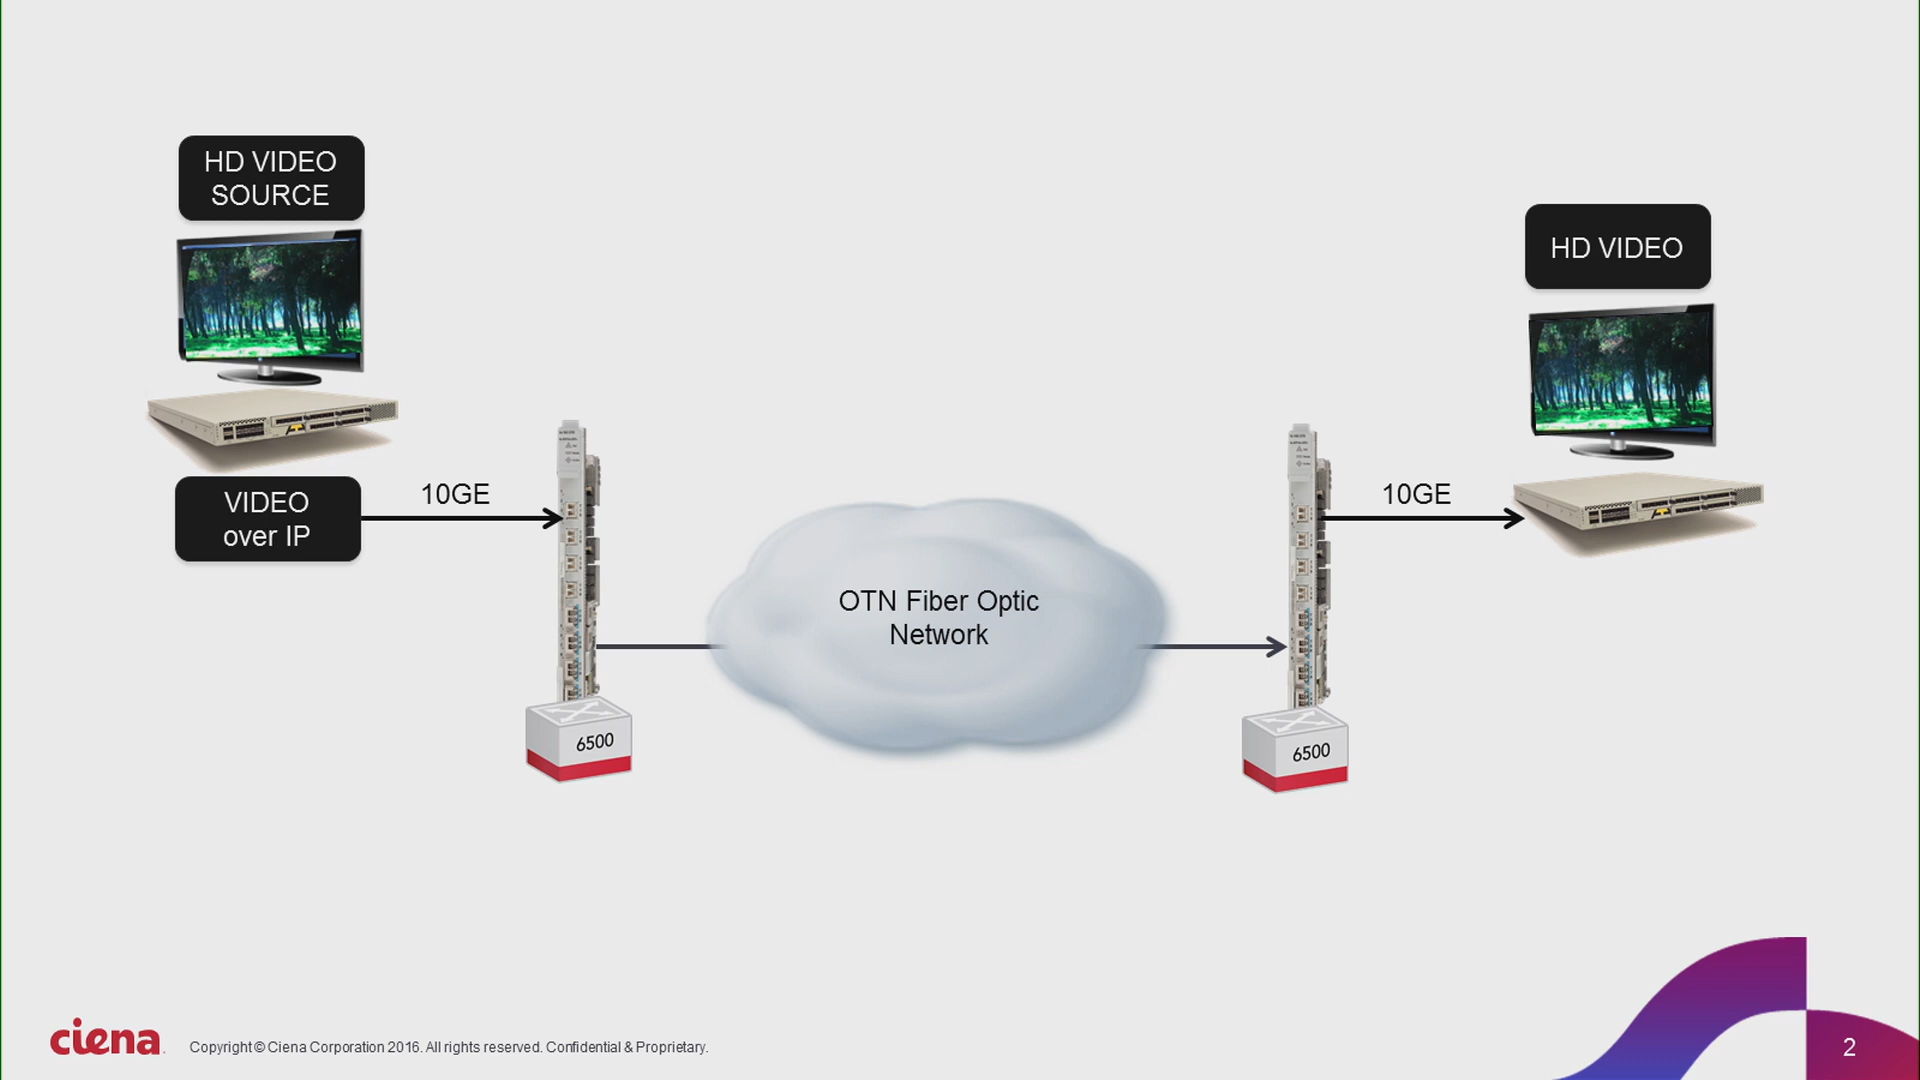 HD VIDEO
SOURCE
HD VIDEO
VIDEO
over IP
10GE
10GE
OTN Fiber Optic
Network
6500
6500
ciena
Copyright © Ciena Corporation 2016. All rights reserved. Confidential & Proprietary.
2